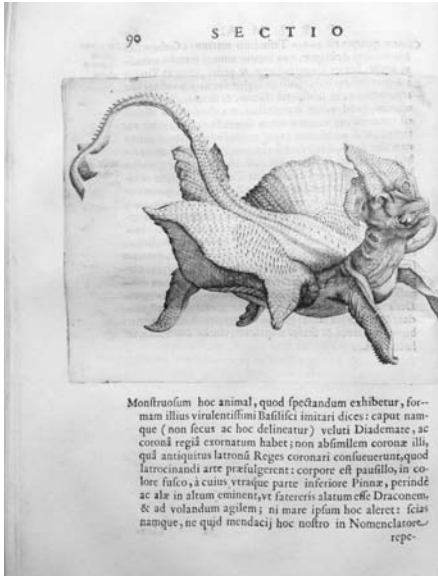 90 SECTIO
Monſtruoſum hoc animal, quod ſpectandum exhibetur, for-
mam illius virulentiſſimi Baſiliſci imitari dices: caput nam-
que (non ſecus ac hoc delineatur) veluti Diademate, ac
coronâ regiâ exornatum habet; non abſimilem coronæ illi,
quâ antiquitus latronũ Reges coronari conſueuerunt, quod
latrocinandi arte præfulgerent: corpore eſt pauſillo, in co
lore fuſco, à cuius vtraque parte inferiore Pinnæ, perindè
ac alæ in altum eminent, vt fatereris alatum eſſe Draconem,
& ad volandum agilem; ni mare ipſum hoc aleret: ſcias
namque, ne quid mendacij hoc noſtro in Nomenclatore
repe-